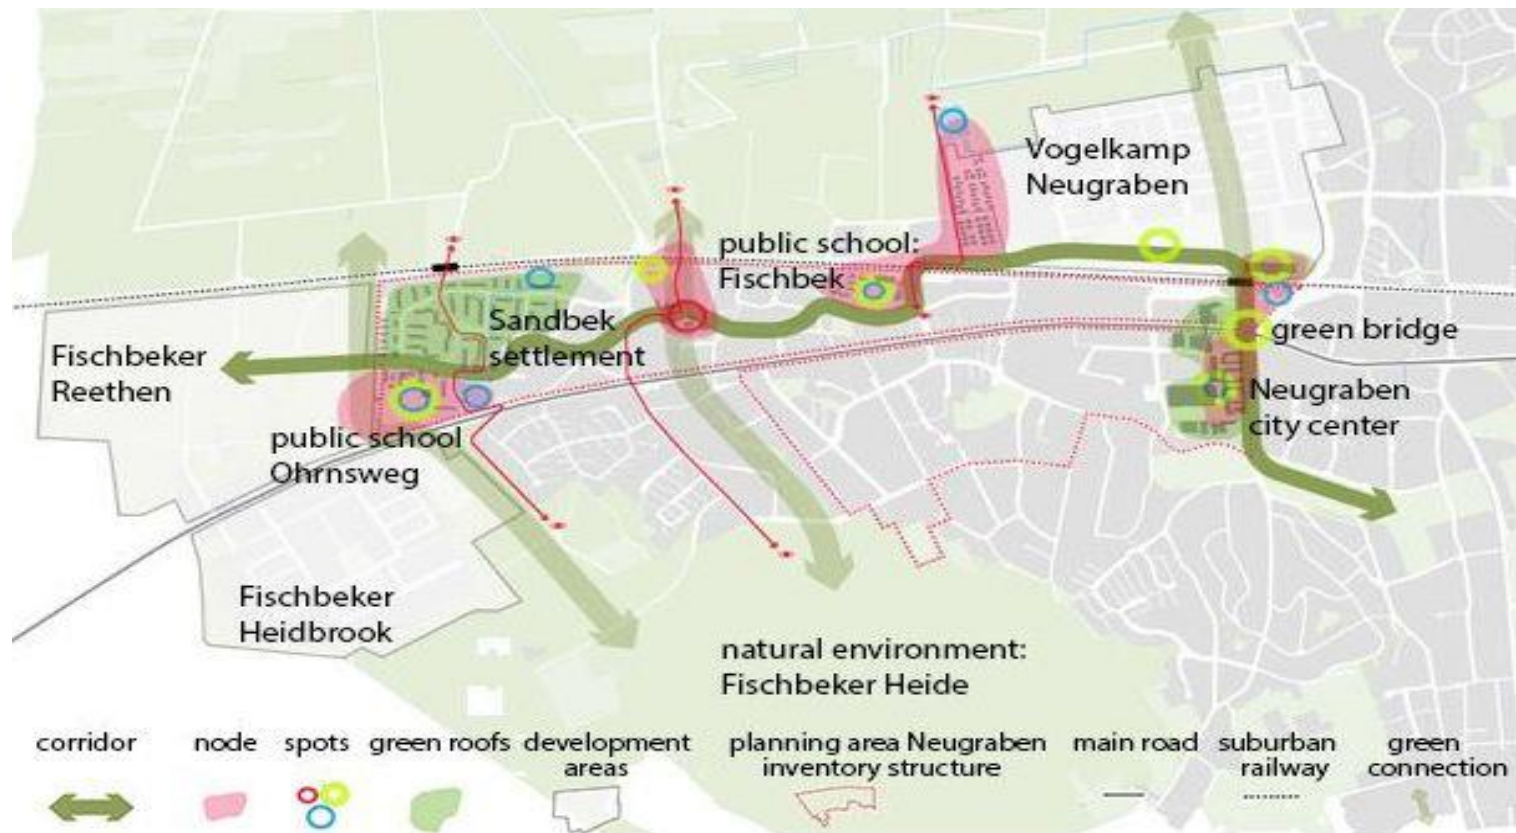 Vogelkamp
Neugraben
public school:
Fischbek
Sandbek
settlement
green bridge
Fischbeker
Reethen
Neugraben
city center
public school
Ohrnsweg
Fischbeker
Heidbrook
natural environment:
Fischbeker Heide
corridor
node
spots
green roofs
development
areas
planning area Neugraben
inventory structure
main road
suburban
railway
green
connection